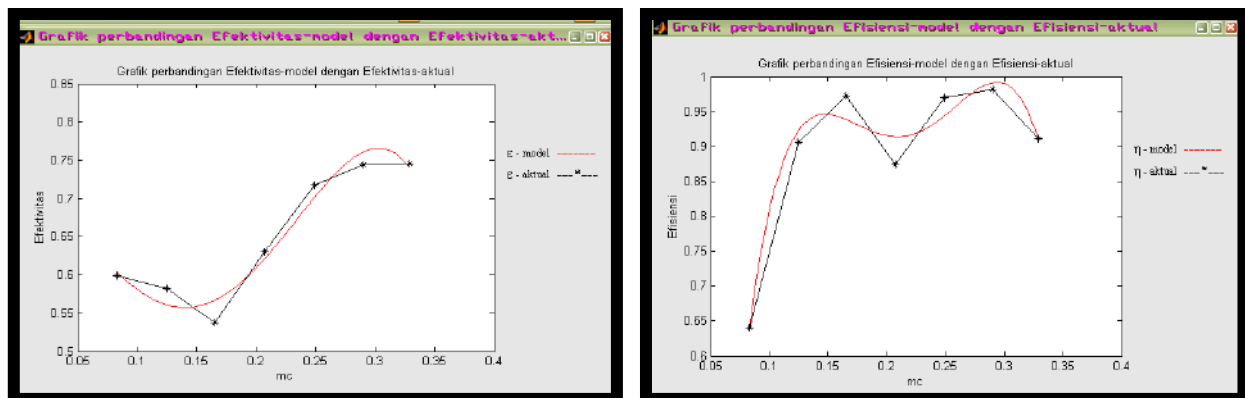 Grafik perbandingan Efektivitas-model dengan Efektivitas-akt...
Grafik perbandingan Efektivitas-model dengan Efektivitas-aktual
0.85
0.8
0.75
0.7
0.65
0.6
0.55
0.5
Efektivitas
0.05 0.1 0.15 0.2 0.25 0.3 0.35 0.4
mc
ε - model
ε - aktual
Grafik perbandingan Efisiensi-model dengan Efisiensi-aktual
Grafik perbandingan Efisiensi-model dengan Efisiensi-aktual
1
0.95
0.9
0.85
0.8
0.75
0.7
0.65
0.6
Efisiensi
0.05 0.1 0.15 0.2 0.25 0.3 0.35 0.4
mc
η - model
η - aktual